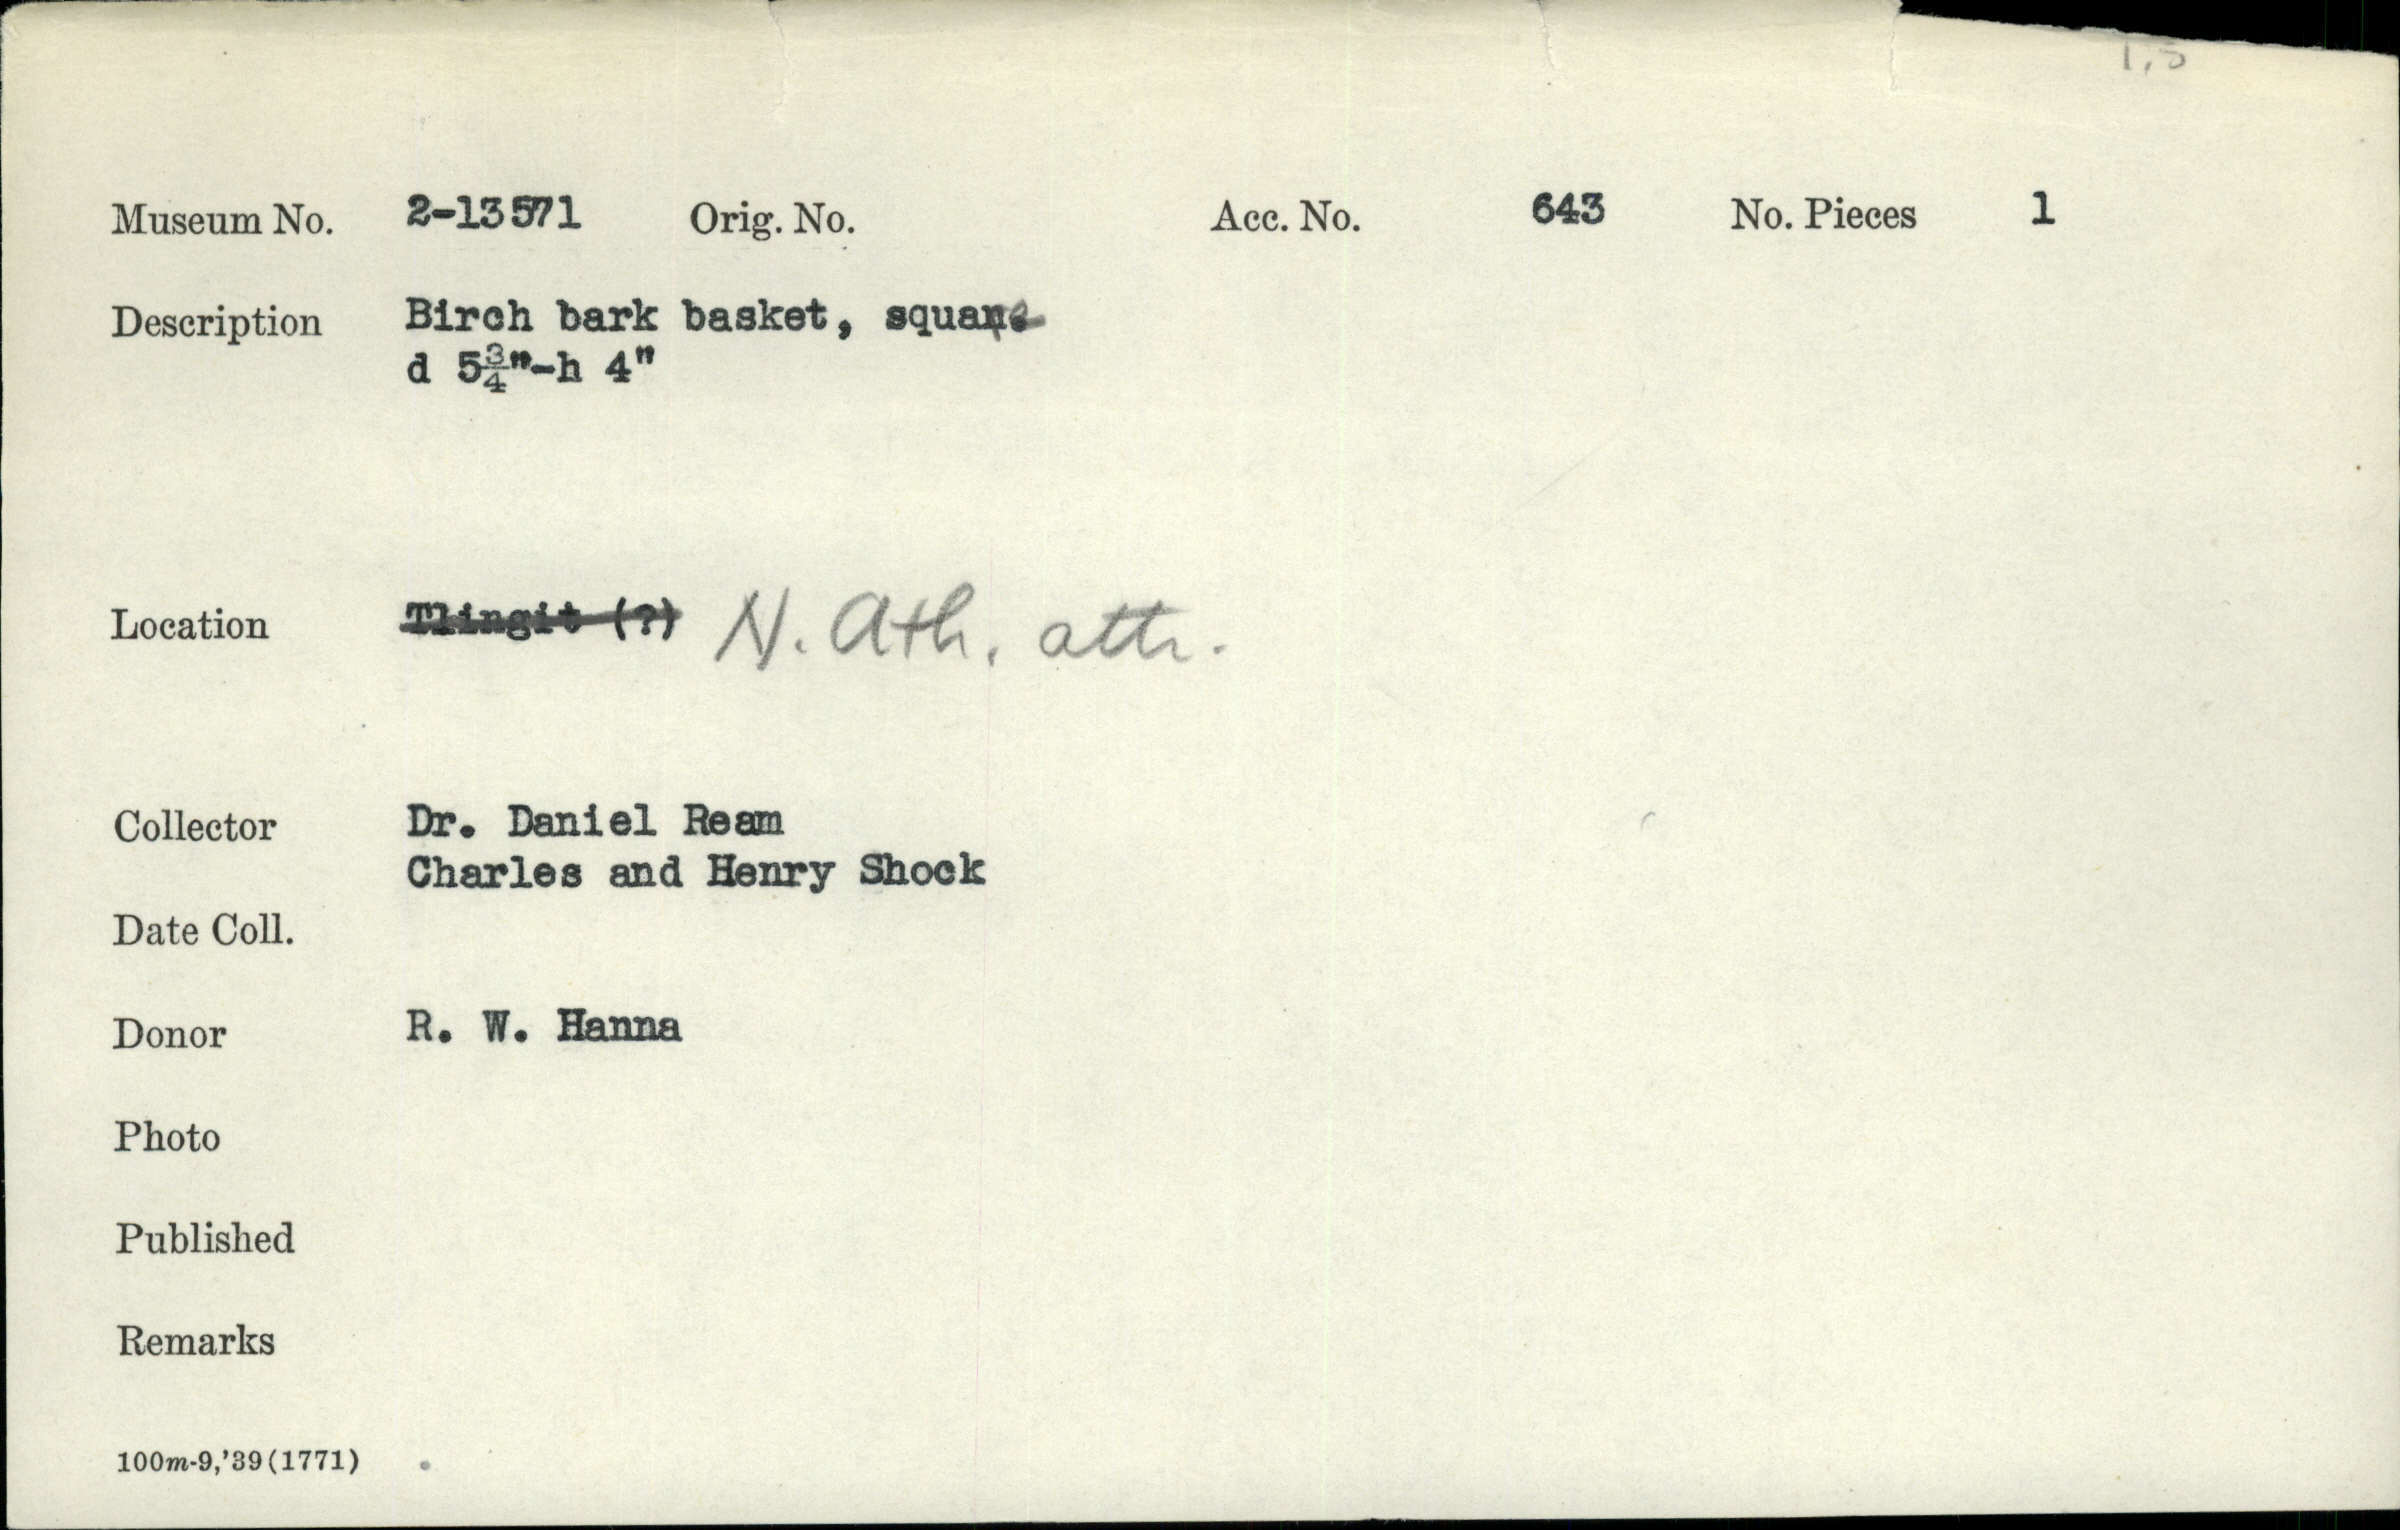 1,5
Museum No. 2-13571 Orig. No. Acc. No. 643 No. Pieces 1
Description Birch bark basket, square
d 5¾"-h 4"
Location Tlingit (?) N. Ath. attr.
Collector Dr. Daniel Ream
Charles and Henry Shock
Date Coll.
Donor R. W. Hanna
Photo
Published
Remarks
100m-9,'39(1771)